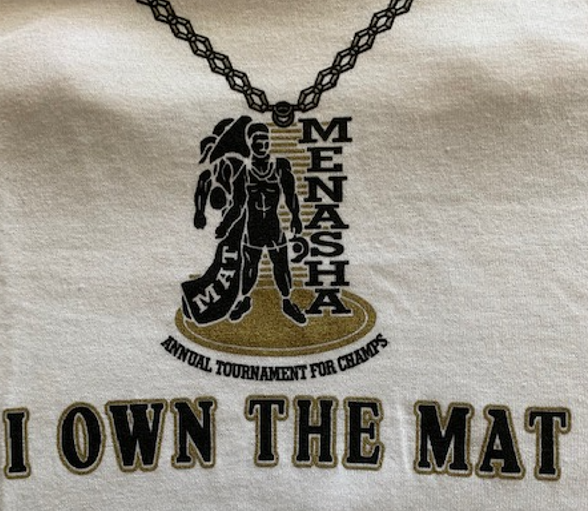 MENASHA
MAT
ANNUAL TOURNAMENT FOR CHAMPS
I OWN THE MAT